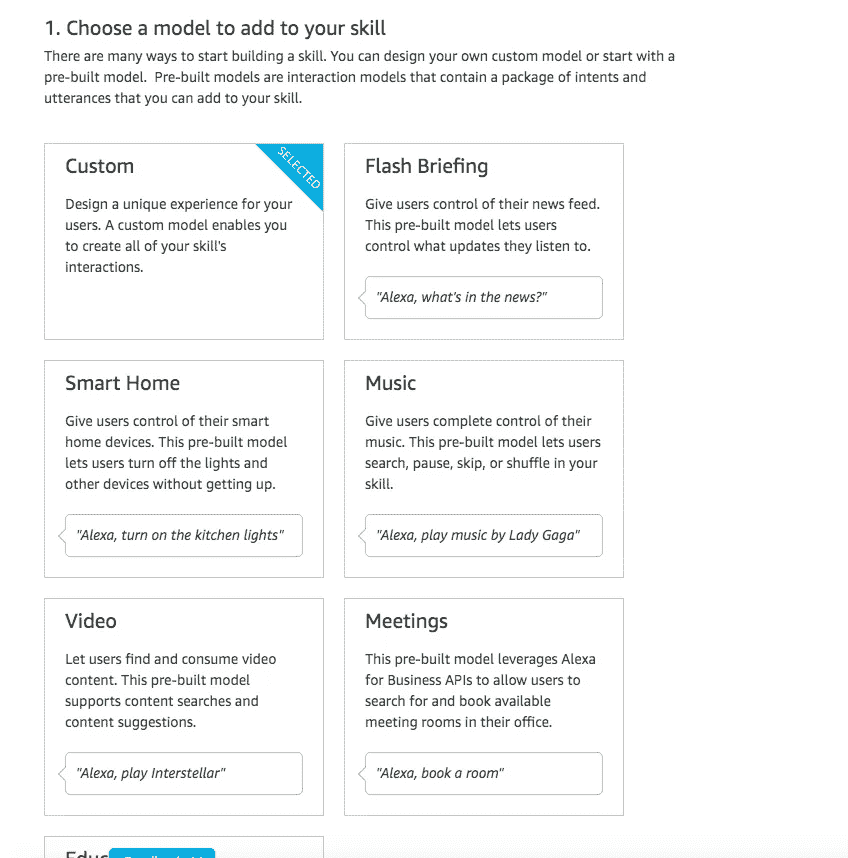 1. Choose a model to add to your skill
There are many ways to start building a skill. You can design your own custom model or start with a
pre-built model.  Pre-built models are interaction models that contain a package of intents and
utterances that you can add to your skill.
Custom
SELECTED
Design a unique experience for your
users. A custom model enables you
to create all of your skill's
interactions.
Flash Briefing
Give users control of their news feed.
This pre-built model lets users
control what updates they listen to.
"Alexa, what's in the news?"
Smart Home
Give users control of their smart
home devices. This pre-built model
lets users turn off the lights and
other devices without getting up.
"Alexa, turn on the kitchen lights"
Music
Give users complete control of their
music. This pre-built model lets users
search, pause, skip, or shuffle in your
skill.
"Alexa, play music by Lady Gaga"
Video
Let users find and consume video
content. This pre-built model
supports content searches and
content suggestions.
"Alexa, play Interstellar"
Meetings
This pre-built model leverages Alexa
for Business APIs to allow users to
search for and book available
meeting rooms in their office.
"Alexa, book a room"